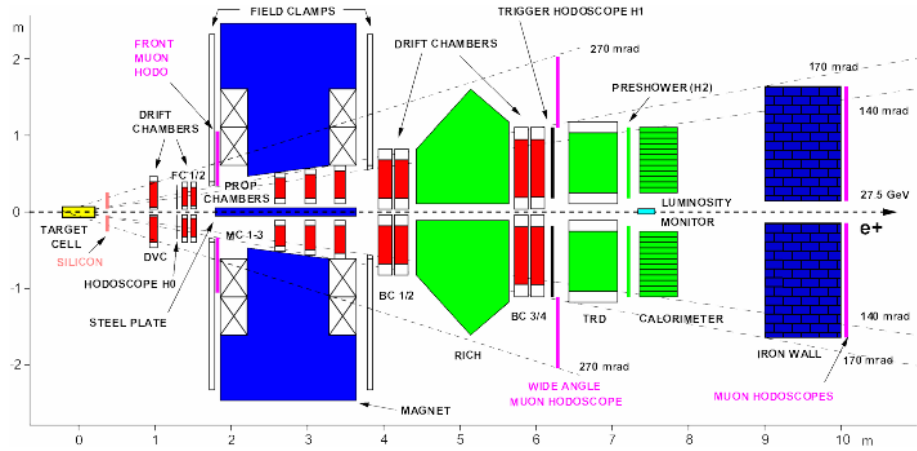 m
FIELD CLAMPS
TRIGGER HODOSCOPE H1
FRONT
MUON
HODO
DRIFT CHAMBERS
270 mrad
170 mrad
PRESHOWER (H2)
140 mrad
DRIFT
CHAMBERS
FC 1/2
PROP
CHAMBERS
27.5 GeV
e+
LUMINOSITY
MONITOR
TARGET
CELL
SILICON
DVC
MC 1-3
HODOSCOPE H0
STEEL PLATE
BC 1/2
BC 3/4
TRD
CALORIMETER
RICH
IRON WALL
140 mrad
170 mrad
270 mrad
WIDE ANGLE
MUON HODOSCOPE
MUON HODOSCOPES
MAGNET
2
1
0
-1
-2
0 1 2 3 4 5 6 7 8 9 10 m